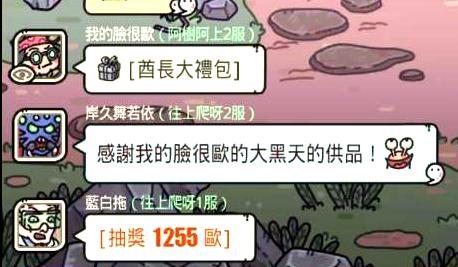 我的臉很歐（阿樹阿上2服）
[酋長大禮包]
岸久舞若依（往上爬呀2服）
感謝我的臉很歐的大黑天的供品！
藍白拖（往上爬呀1服）
[抽獎 1255 歐]